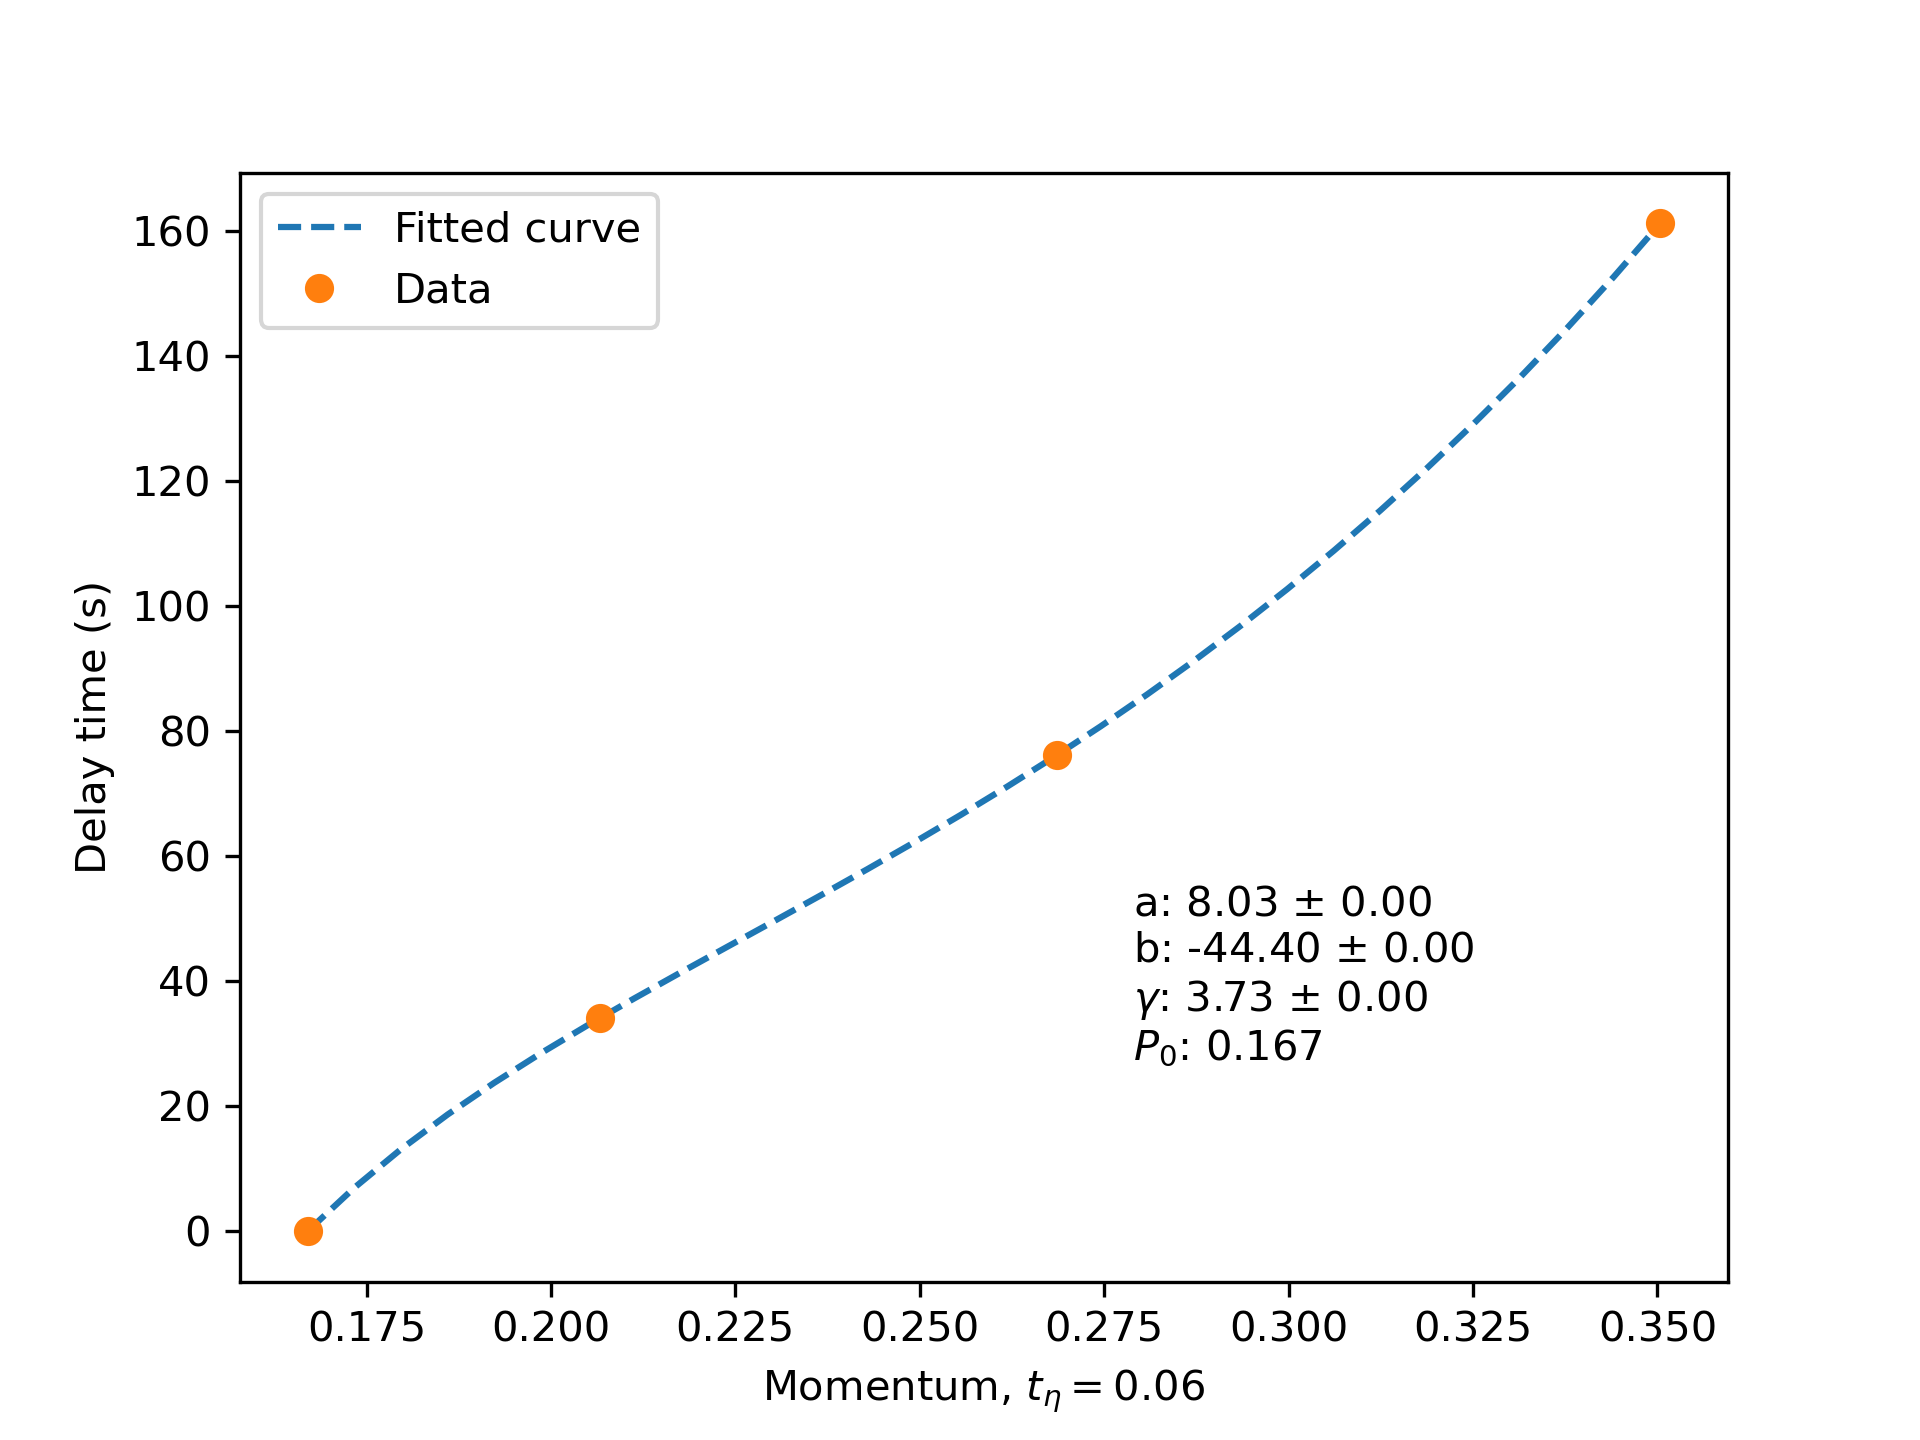 Fitted curve
Data
160
140
120
100
80
60
40
20
0
Delay time (s)
a: 8.03 ± 0.00
b: -44.40 ± 0.00
γ: 3.73 ± 0.00
P₀: 0.167
0.175 0.200 0.225 0.250 0.275 0.300 0.325 0.350
Momentum, tη = 0.06